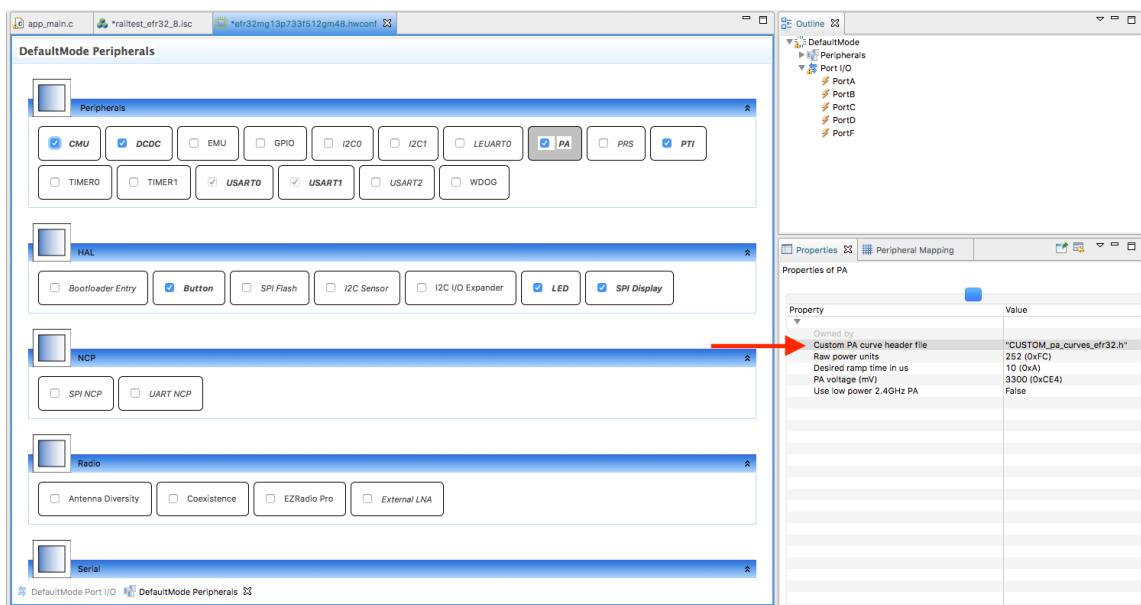 app_main.c *railtest_efr32_8.isc *efr32mg13p733f512gm48.hwconf
DefaultMode Peripherals
Peripherals
CMU DCDC EMU GPIO I2C0 I2C1 LEUART0 PA PRS PTI
TIMER0 TIMER1 USART0 USART1 USART2 WDOG
HAL
Bootloader Entry Button SPI Flash I2C Sensor I2C I/O Expander LED SPI Display
NCP
SPI NCP UART NCP
Radio
Antenna Diversity Coexistence EZRadio Pro External LNA
Serial
DefaultMode Port I/O DefaultMode Peripherals
Outline
DefaultMode
Peripherals
Port I/O
PortA
PortB
PortC
PortD
PortF
Properties Peripheral Mapping
Properties of PA
Property Value
Owned by
Custom PA curve header file "CUSTOM_pa_curves_efr32.h"
Raw power units 252 (0xFC)
Desired ramp time in us 10 (0xA)
PA voltage (mV) 3300 (0xCE4)
Use low power 2.4GHz PA False